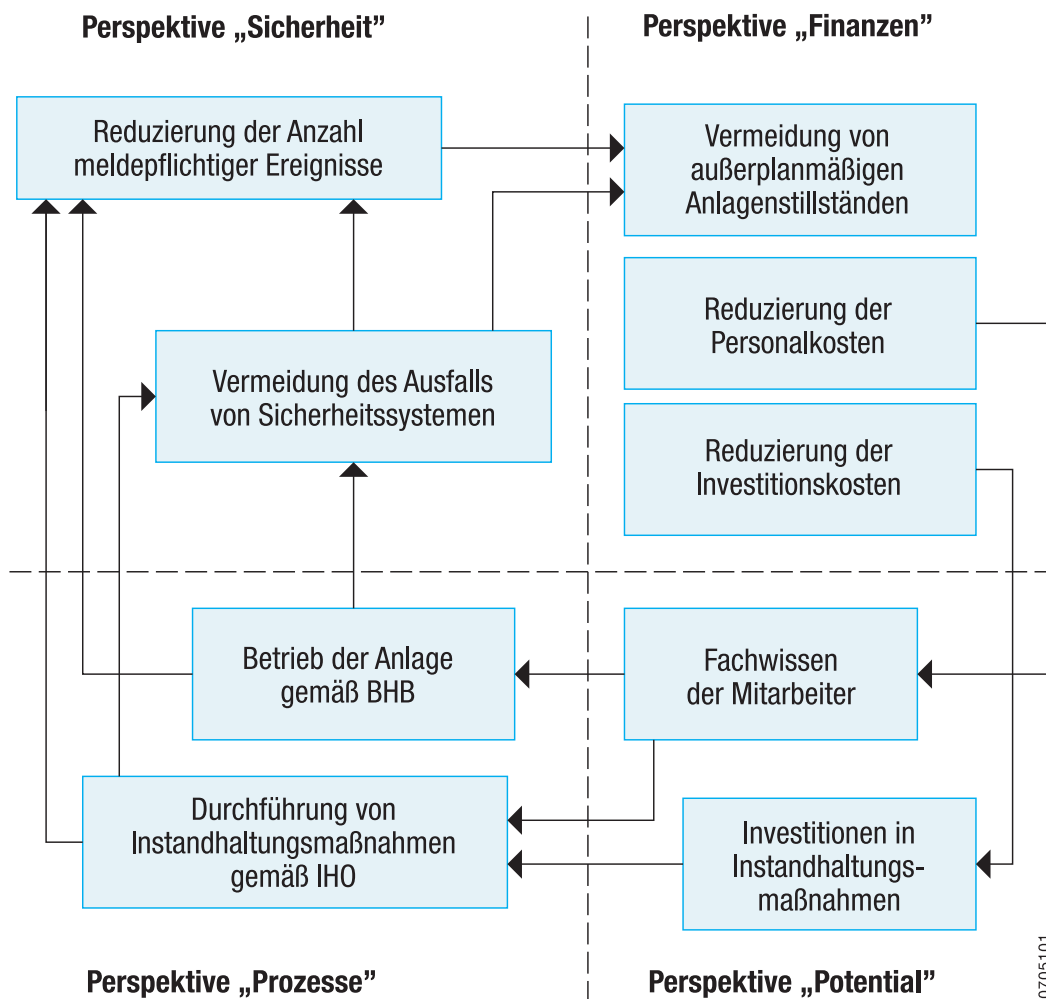 Perspektive „Sicherheit”
Perspektive „Finanzen”
Reduzierung der Anzahl
meldepflichtiger Ereignisse
Vermeidung von
außerplanmäßigen
Anlagenstillständen
Reduzierung der
Personalkosten
Vermeidung des Ausfalls
von Sicherheitssystemen
Reduzierung der
Investitionskosten
Betrieb der Anlage
gemäß BHB
Fachwissen
der Mitarbeiter
Durchführung von
Instandhaltungsmaßnahmen
gemäß IHO
Investitionen in
Instandhaltungs-
maßnahmen
Perspektive „Prozesse”
Perspektive „Potential”
0705101